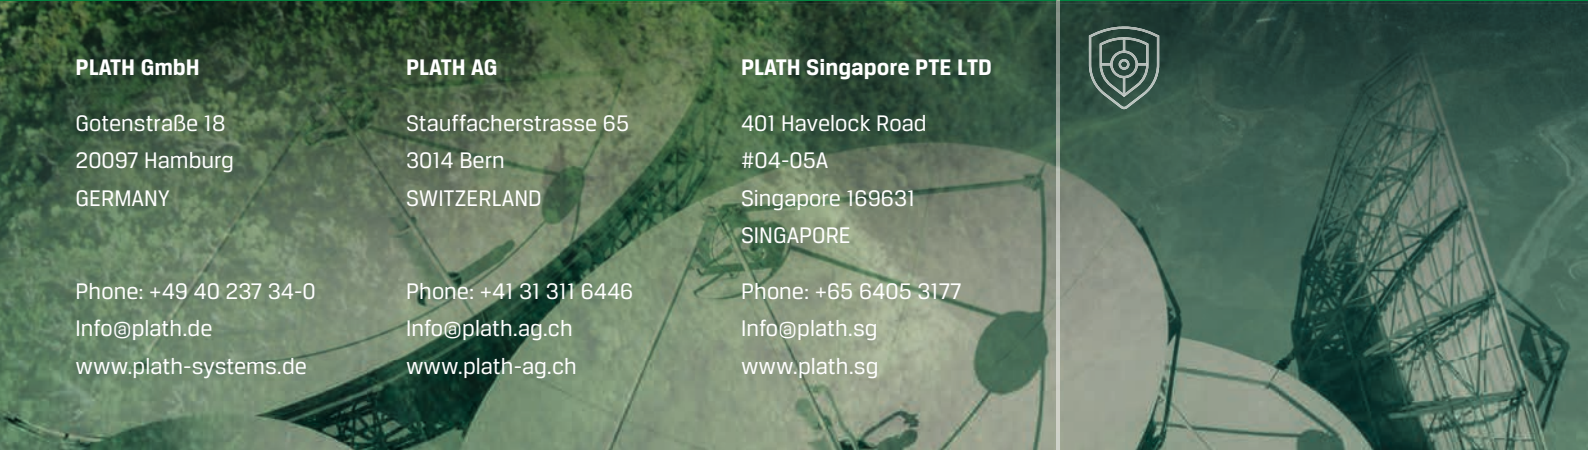 PLATH GmbH
Gotenstraße 18
20097 Hamburg
GERMANY
Phone: +49 40 237 34-0
Info@plath.de
www.plath-systems.de
PLATH AG
Stauffacherstrasse 65
3014 Bern
SWITZERLAND
Phone: +41 31 311 6446
Info@plath.ag.ch
www.plath-ag.ch
PLATH Singapore PTE LTD
401 Havelock Road
#04-05A
Singapore 169631
SINGAPORE
Phone: +65 6405 3177
Info@plath.sg
www.plath.sg